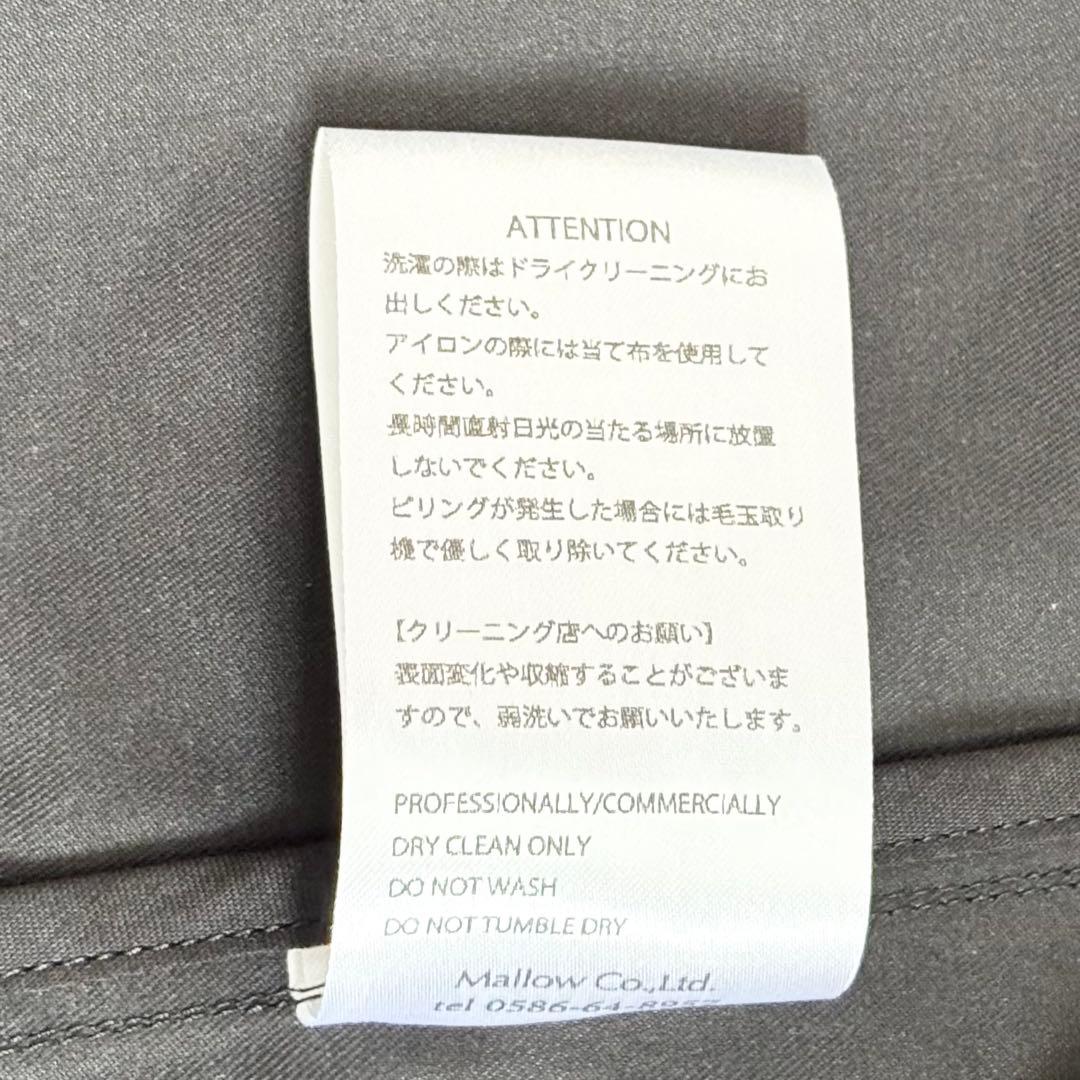 ATTENTION
洗濯の際はドライクリーニングにお
出しください。
アイロンの際には当て布を使用して
ください。
長時間直射日光の当たる場所に放置
しないでください。
ピリングが発生した場合には毛玉取り
機で優しく取り除いてください。
【クリーニング店へのお願い】
表面変化や収縮することがございま
すので、弱洗いでお願いいたします。
PROFESSIONALLY/COMMERCIALLY
DRY CLEAN ONLY
DO NOT WASH
DO NOT TUMBLE DRY
Mallow Co.,Ltd.
tel 0586-64-